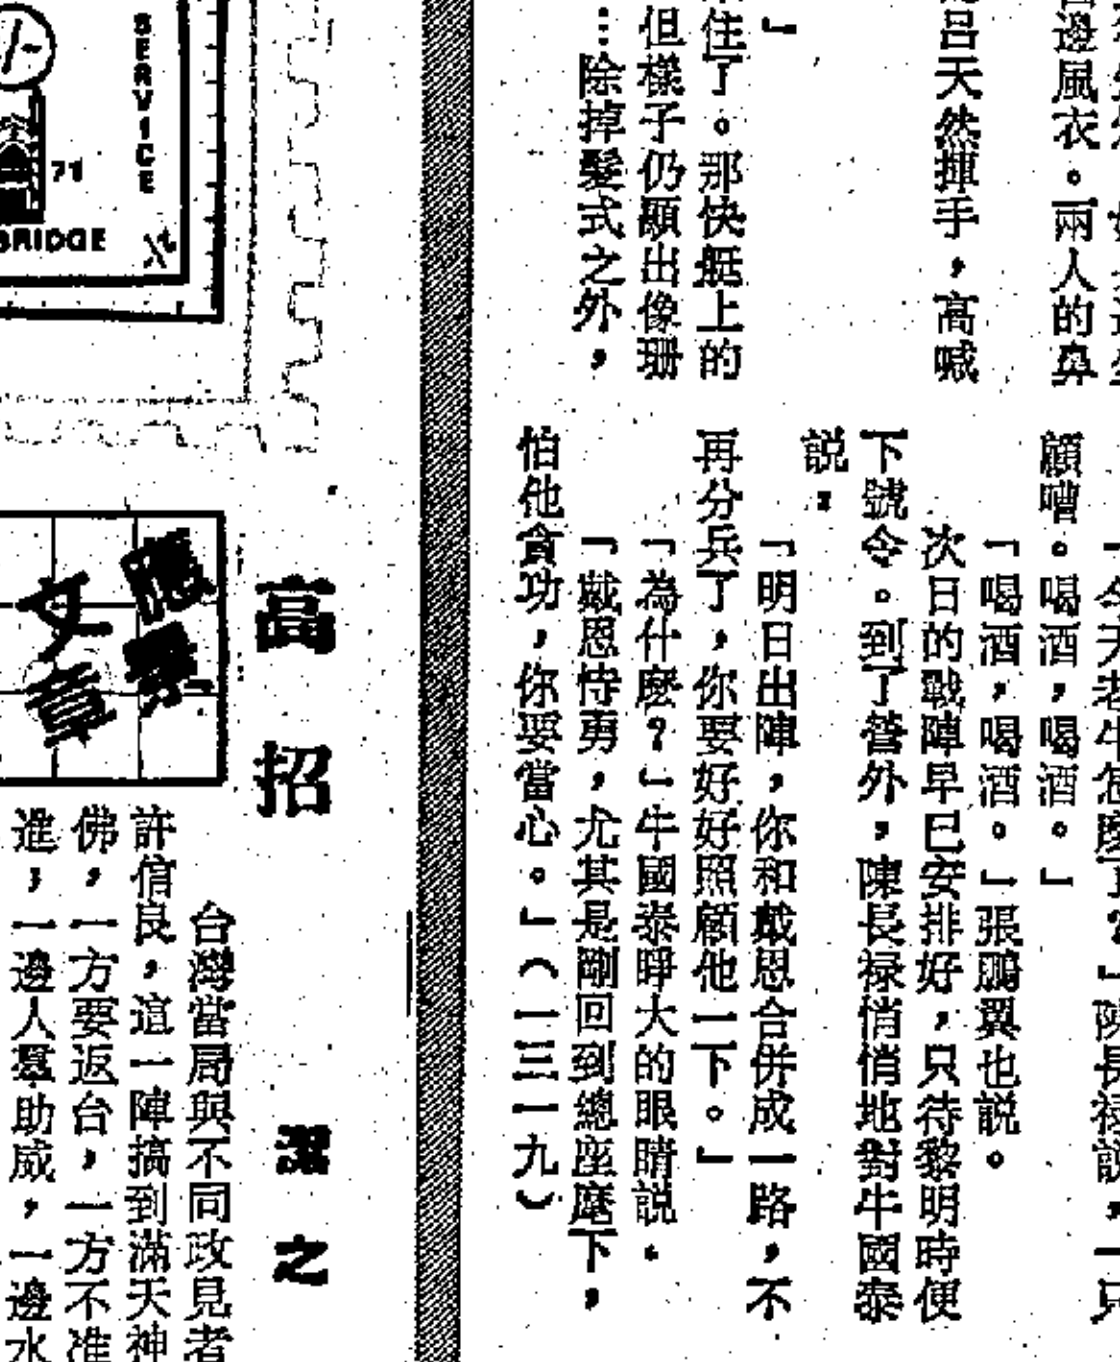 邊風衣。兩人的鼻
呂天然揮手，高喊
」
住了。那快艇上的
但樣子仍顯出像珊
…除掉髮式之外，
「今天老牛怎麼了？」陳長祿說，一只
顧嘈。喝酒，喝酒。」
「喝酒，喝酒。」張鵬翼也説。
次日的戰陣早已安排好，只待黎明時便
下號令。到了營外，陳長祿悄悄地對牛國泰
説：
「明日出陣，你和戴思合併成一路，不
再分兵了，你要好好照顧他一下。」
「為什麼？」牛國泰睜大的眼睛説。
「戴恩恃勇，尤其是剛回到總座麾下，
怕他貪功，你要當心。」（一三一九）
SERVICE
71
BRIDGE
文章
高招
潔之
台灣當局與不同政見者
許信良，這一陣搞到滿天神
佛，一方要返台，一方不准
進；一邊人羣助威，一邊水